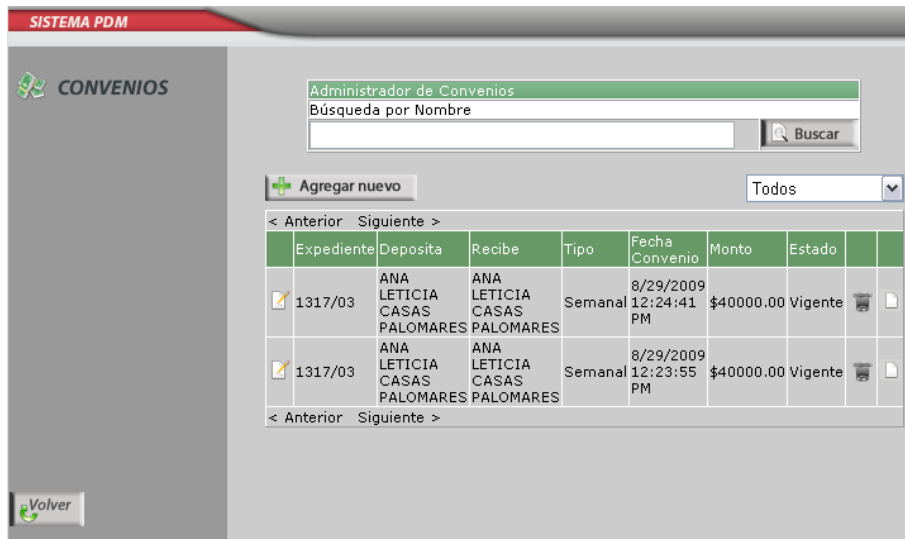 SISTEMA PDM
CONVENIOS
Administrador de Convenios
Búsqueda por Nombre
Buscar
Agregar nuevo
Todos
< Anterior Siguiente >
Expediente Deposita Recibe Tipo Fecha Convenio Monto Estado
1317/03 ANA LETICIA CASAS PALOMARES ANA LETICIA CASAS PALOMARES Semanal 8/29/2009 12:24:41 PM $40000.00 Vigente
1317/03 ANA LETICIA CASAS PALOMARES ANA LETICIA CASAS PALOMARES Semanal 8/29/2009 12:23:55 PM $40000.00 Vigente
< Anterior Siguiente >
Volver